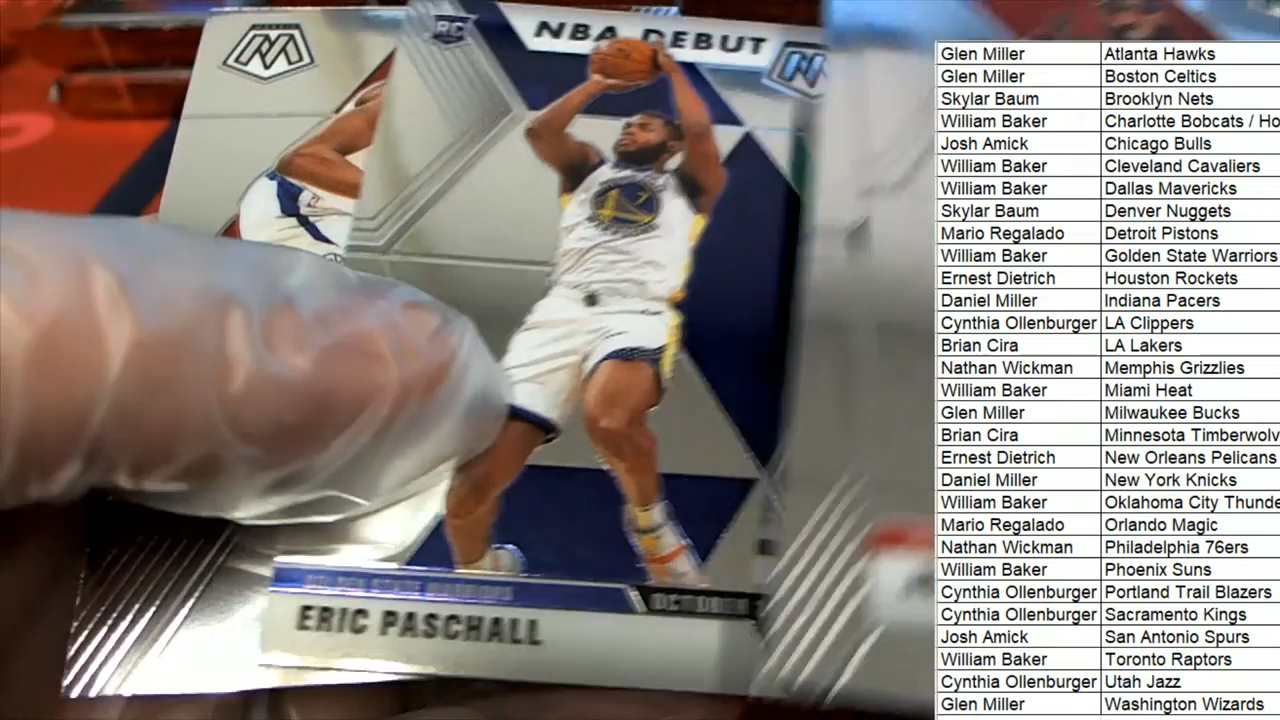 RC
NBA DEBUT
GOLDEN STATE WARRIORS
OCTOBER
ERIC PASCHALL
Glen Miller Atlanta Hawks
Glen Miller Boston Celtics
Skylar Baum Brooklyn Nets
William Baker Charlotte Bobcats / Ho
Josh Amick Chicago Bulls
William Baker Cleveland Cavaliers
William Baker Dallas Mavericks
Skylar Baum Denver Nuggets
Mario Regalado Detroit Pistons
William Baker Golden State Warriors
Ernest Dietrich Houston Rockets
Daniel Miller Indiana Pacers
Cynthia Ollenburger LA Clippers
Brian Cira LA Lakers
Nathan Wickman Memphis Grizzlies
William Baker Miami Heat
Glen Miller Milwaukee Bucks
Brian Cira Minnesota Timberwolv
Ernest Dietrich New Orleans Pelicans
Daniel Miller New York Knicks
William Baker Oklahoma City Thunde
Mario Regalado Orlando Magic
Nathan Wickman Philadelphia 76ers
William Baker Phoenix Suns
Cynthia Ollenburger Portland Trail Blazers
Cynthia Ollenburger Sacramento Kings
Josh Amick San Antonio Spurs
William Baker Toronto Raptors
Cynthia Ollenburger Utah Jazz
Glen Miller Washington Wizards